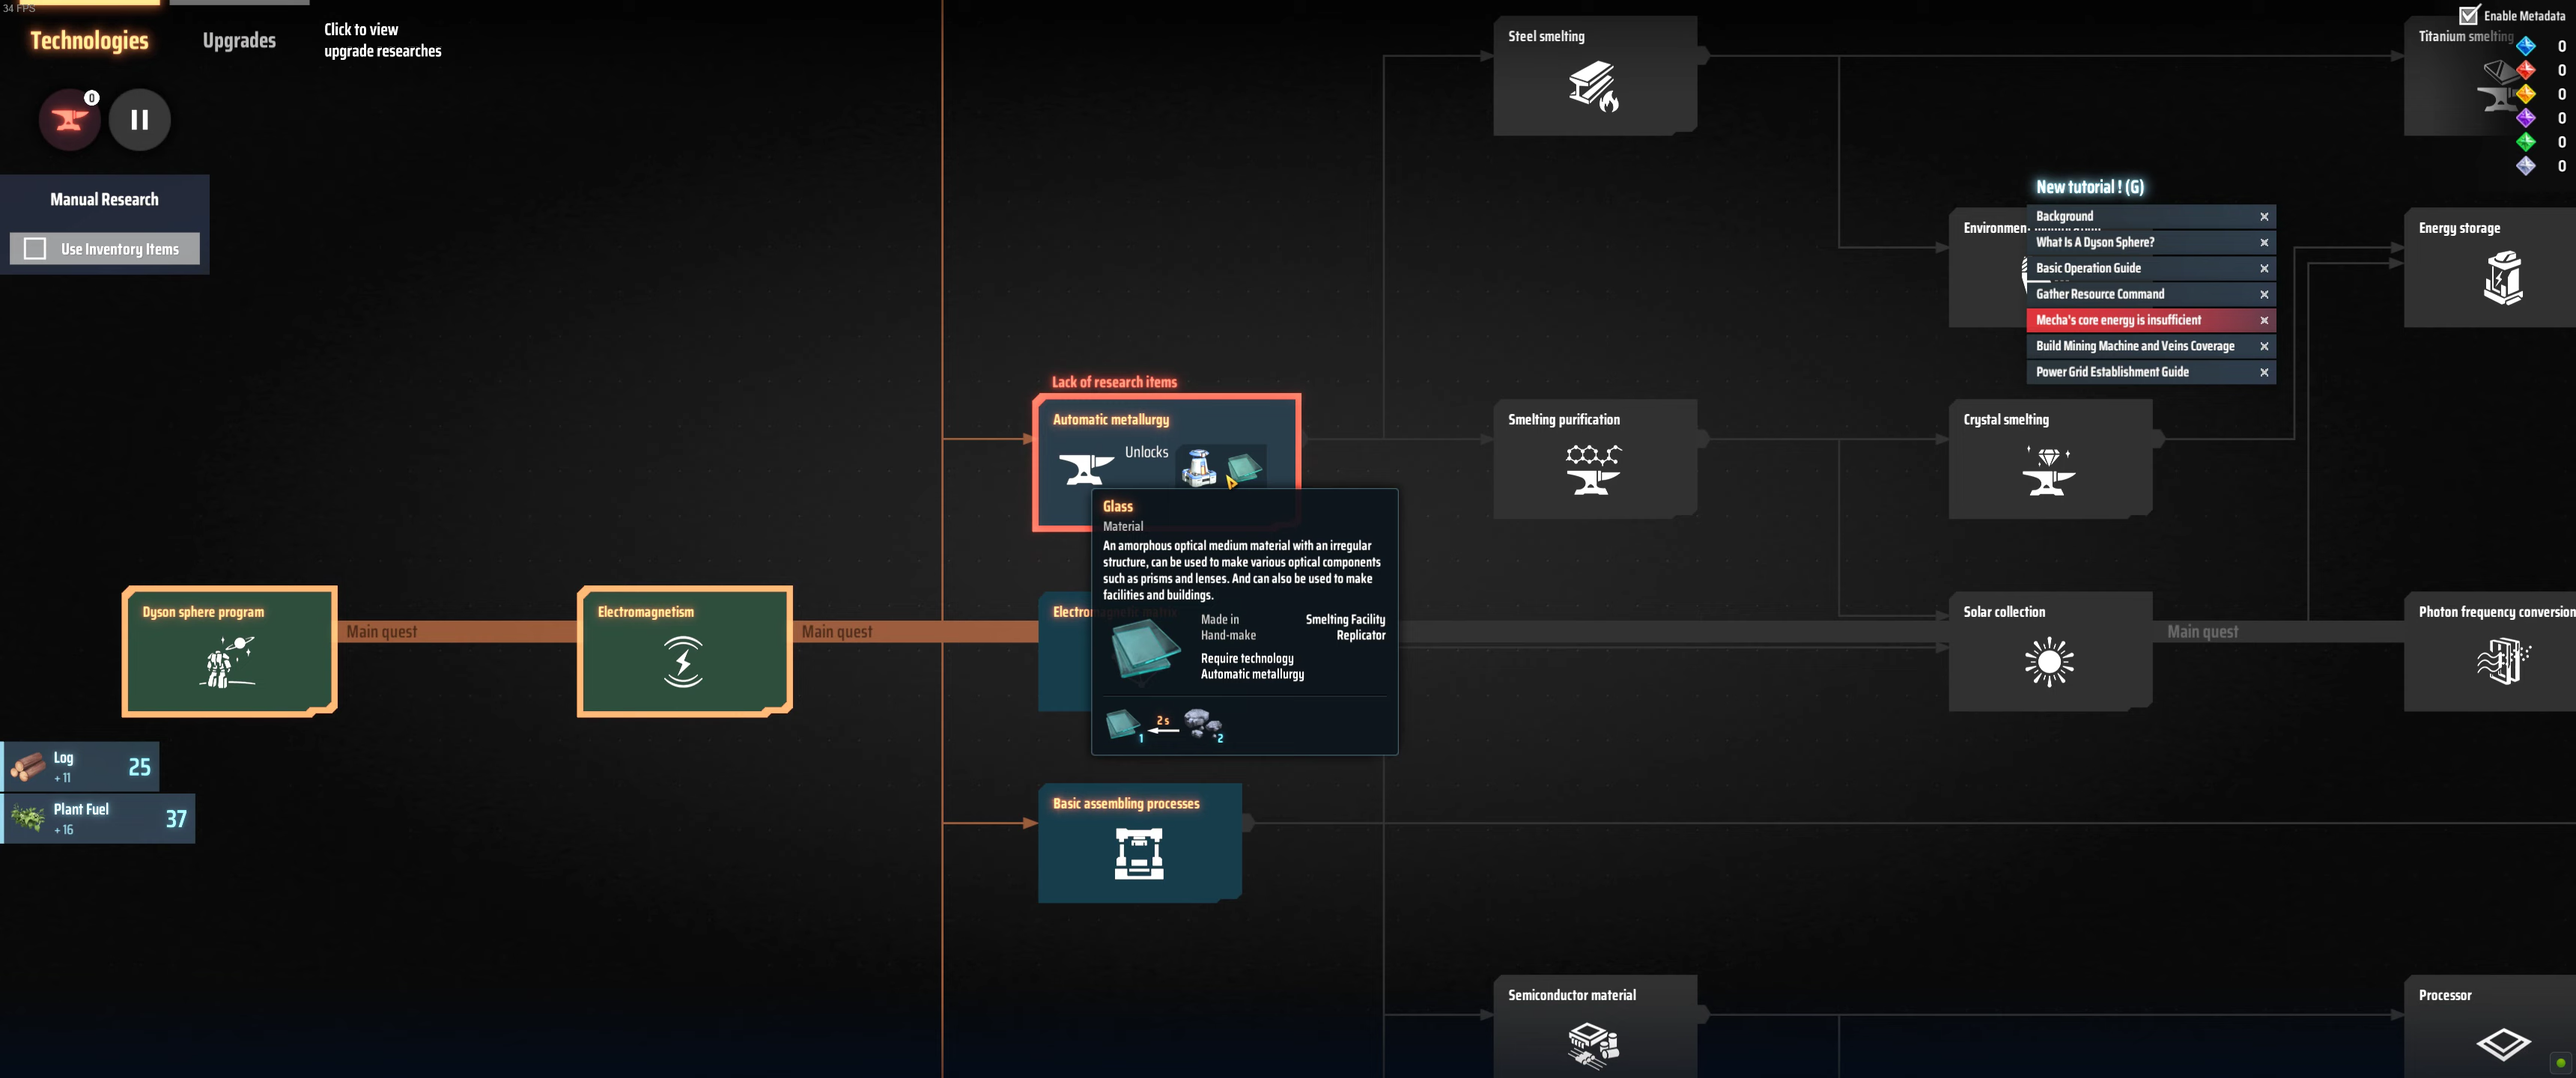 34 FPS
Technologies
Upgrades
Click to view
upgrade researches
0
Manual Research
Use Inventory Items
Enable Metadata
0
0
0
0
0
0
Steel smelting
Titanium smelting
New tutorial ! (G)
Background
What Is A Dyson Sphere?
Basic Operation Guide
Gather Resource Command
Mecha's core energy is insufficient
Build Mining Machine and Veins Coverage
Power Grid Establishment Guide
Energy storage
Lack of research items
Automatic metallurgy
Unlocks
Smelting purification
Crystal smelting
Glass
Material
An amorphous optical medium material with an irregular
structure, can be used to make various optical components
such as prisms and lenses. And can also be used to make
facilities and buildings.
Made in Smelting Facility
Hand-make Replicator
Require technology
Automatic metallurgy
2 s
1
2
Dyson sphere program
Main quest
Electromagnetism
Main quest
Solar collection
Main quest
Photon frequency conversion
Log
+ 11
25
Plant Fuel
+ 16
37
Basic assembling processes
Semiconductor material
Processor